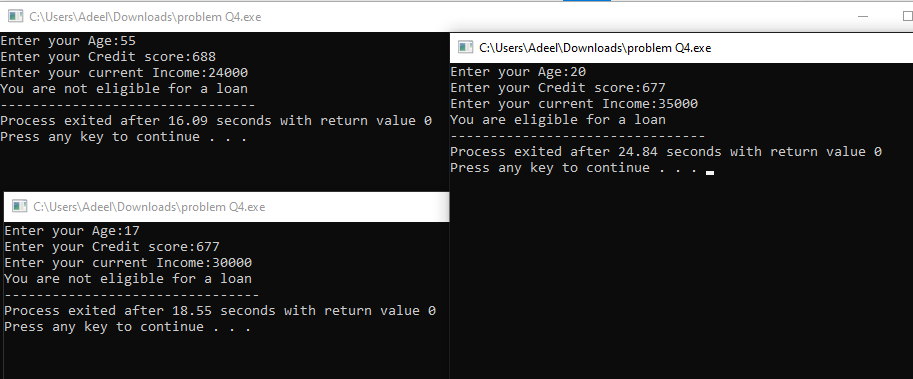 C:\Users\Adeel\Downloads\problem Q4.exe
Enter your Age:55
Enter your Credit score:688
Enter your current Income:24000
You are not eligible for a loan
--------------------------------
Process exited after 16.09 seconds with return value 0
Press any key to continue . . .
C:\Users\Adeel\Downloads\problem Q4.exe
Enter your Age:20
Enter your Credit score:677
Enter your current Income:35000
You are eligible for a loan
--------------------------------
Process exited after 24.84 seconds with return value 0
Press any key to continue . . .
C:\Users\Adeel\Downloads\problem Q4.exe
Enter your Age:17
Enter your Credit score:677
Enter your current Income:30000
You are not eligible for a loan
--------------------------------
Process exited after 18.55 seconds with return value 0
Press any key to continue . . .